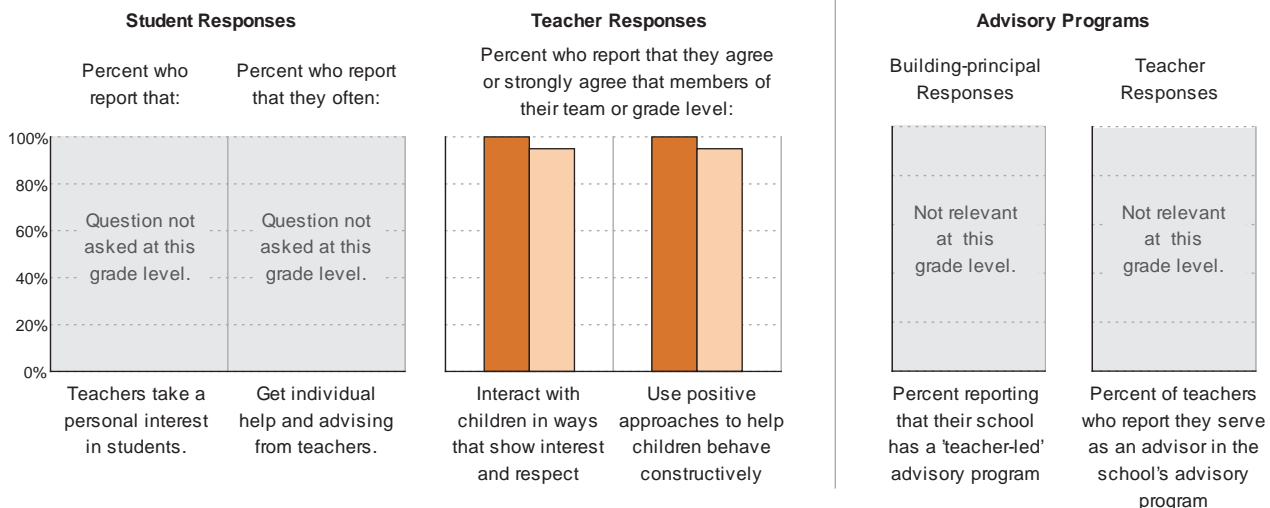 Student Responses
Percent who
report that:
Percent who report
that they often:
100%
80%
60%
40%
20%
0%
Question not
asked at this
grade level.
Question not
asked at this
grade level.
Teachers take a
personal interest
in students.
Get individual
help and advising
from teachers.
Teacher Responses
Percent who report that they agree
or strongly agree that members of
their team or grade level:
Interact with
children in ways
that show interest
and respect
Use positive
approaches to help
children behave
constructively
Advisory Programs
Building-principal
Responses
Not relevant
at this
grade level.
Percent reporting
that their school
has a 'teacher-led'
advisory program
Teacher
Responses
Not relevant
at this
grade level.
Percent of teachers
who report they serve
as an advisor in the
school's advisory
program